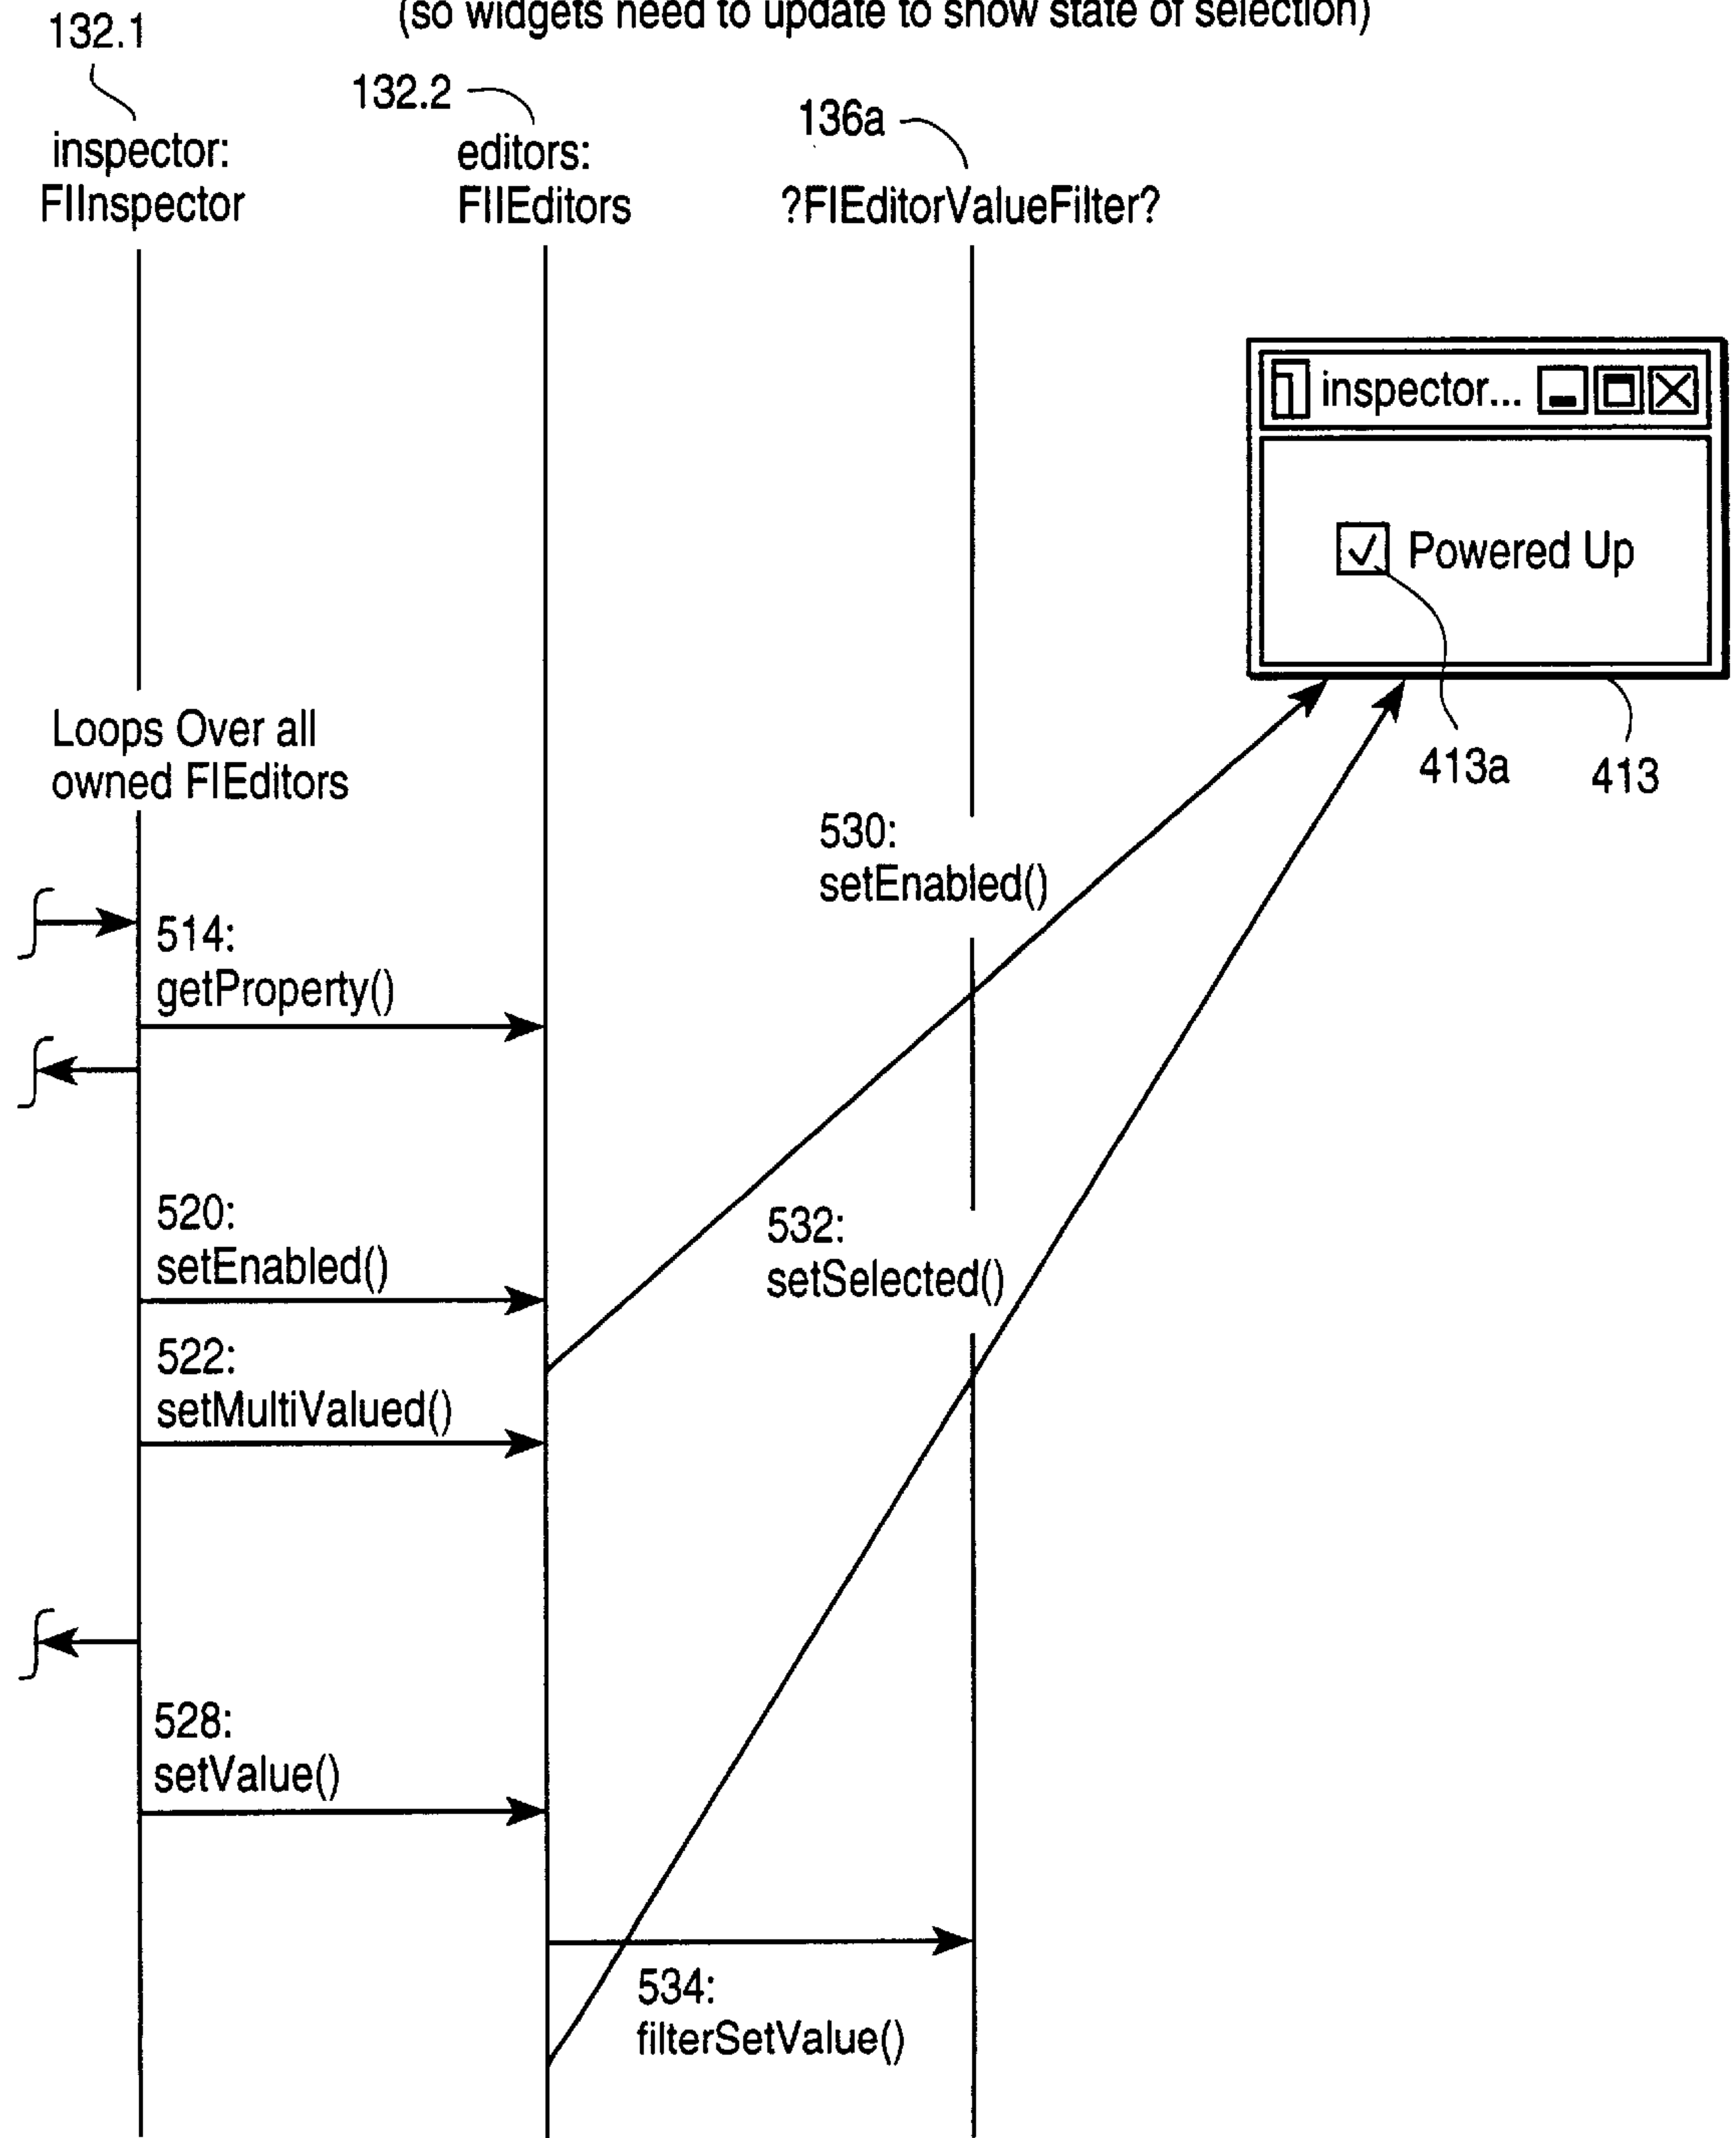 (so widgets need to update to show state of selection)
132.1
132.2
136a
inspector:
FIInspector
editors:
FIIEditors
?FIEditorValueFilter?
inspector...
Powered Up
413a
413
Loops Over all
owned FIEditors
530:
setEnabled()
514:
getProperty()
520:
setEnabled()
532:
setSelected()
522:
setMultiValued()
528:
setValue()
534:
filterSetValue()